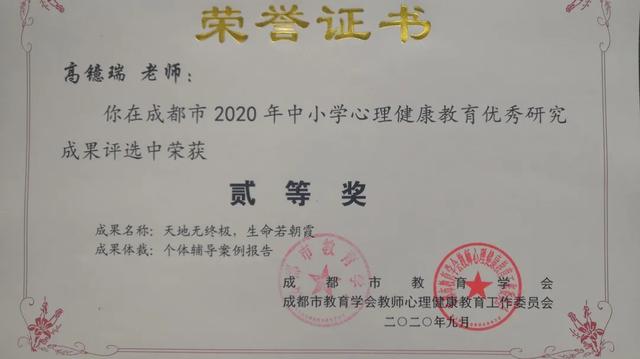 荣誉证书
高镱瑞 老师：
你在成都市2020年中小学心理健康教育优秀研究
成果评选中荣获
贰等奖
成果名称：天地无终极，生命若朝霞
成果体裁：个体辅导案例报告
成都市教育学会
成都市教育学会教师心理健康教育工作委员会
二〇二〇年九月